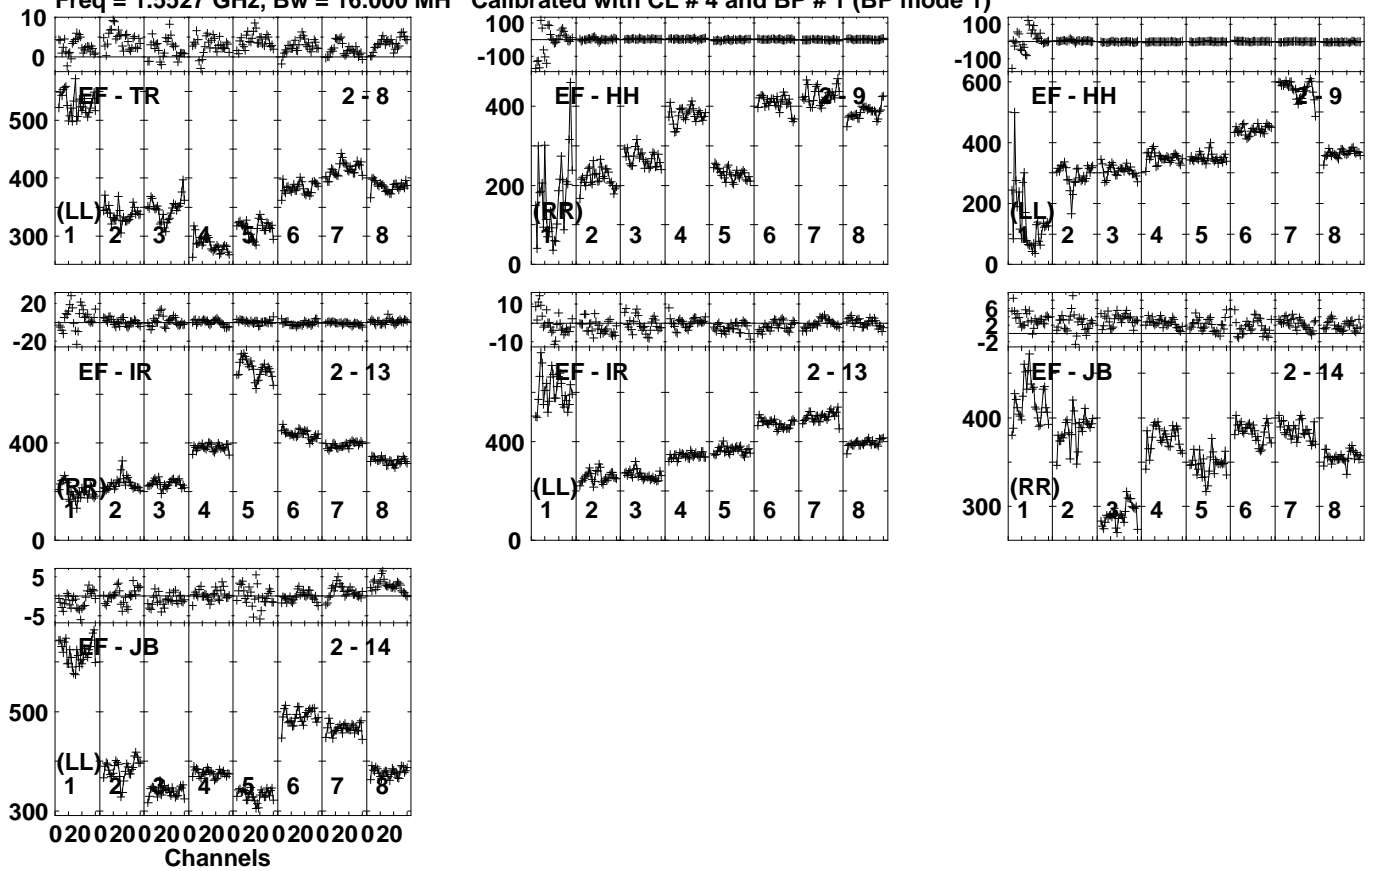 Freq = 1.5527 GHz, Bw = 16.000 MH   Calibrated with CL # 4 and BP # 1 (BP mode 1)
10
0
EF - TR 2 - 8
500
400
300
(LL)
1 2 3 4 5 6 7 8
100
-100
EF - HH 2 - 9
400
200
0
(RR)
1 2 3 4 5 6 7 8
100
-100
600
EF - HH 2 - 9
400
200
0
(LL)
1 2 3 4 5 6 7 8
20
-20
EF - IR 2 - 13
400
0
(RR)
1 2 3 4 5 6 7 8
10
-10
EF - IR 2 - 13
400
0
(LL)
1 2 3 4 5 6 7 8
6
2
-2
EF - JB 2 - 14
400
300
(RR)
1 2 3 4 5 6 7 8
5
-5
EF - JB 2 - 14
500
300
(LL)
1 2 3 4 5 6 7 8
0 20 0 20 0 20 0 20 0 20 0 20 0 20 0 20
Channels